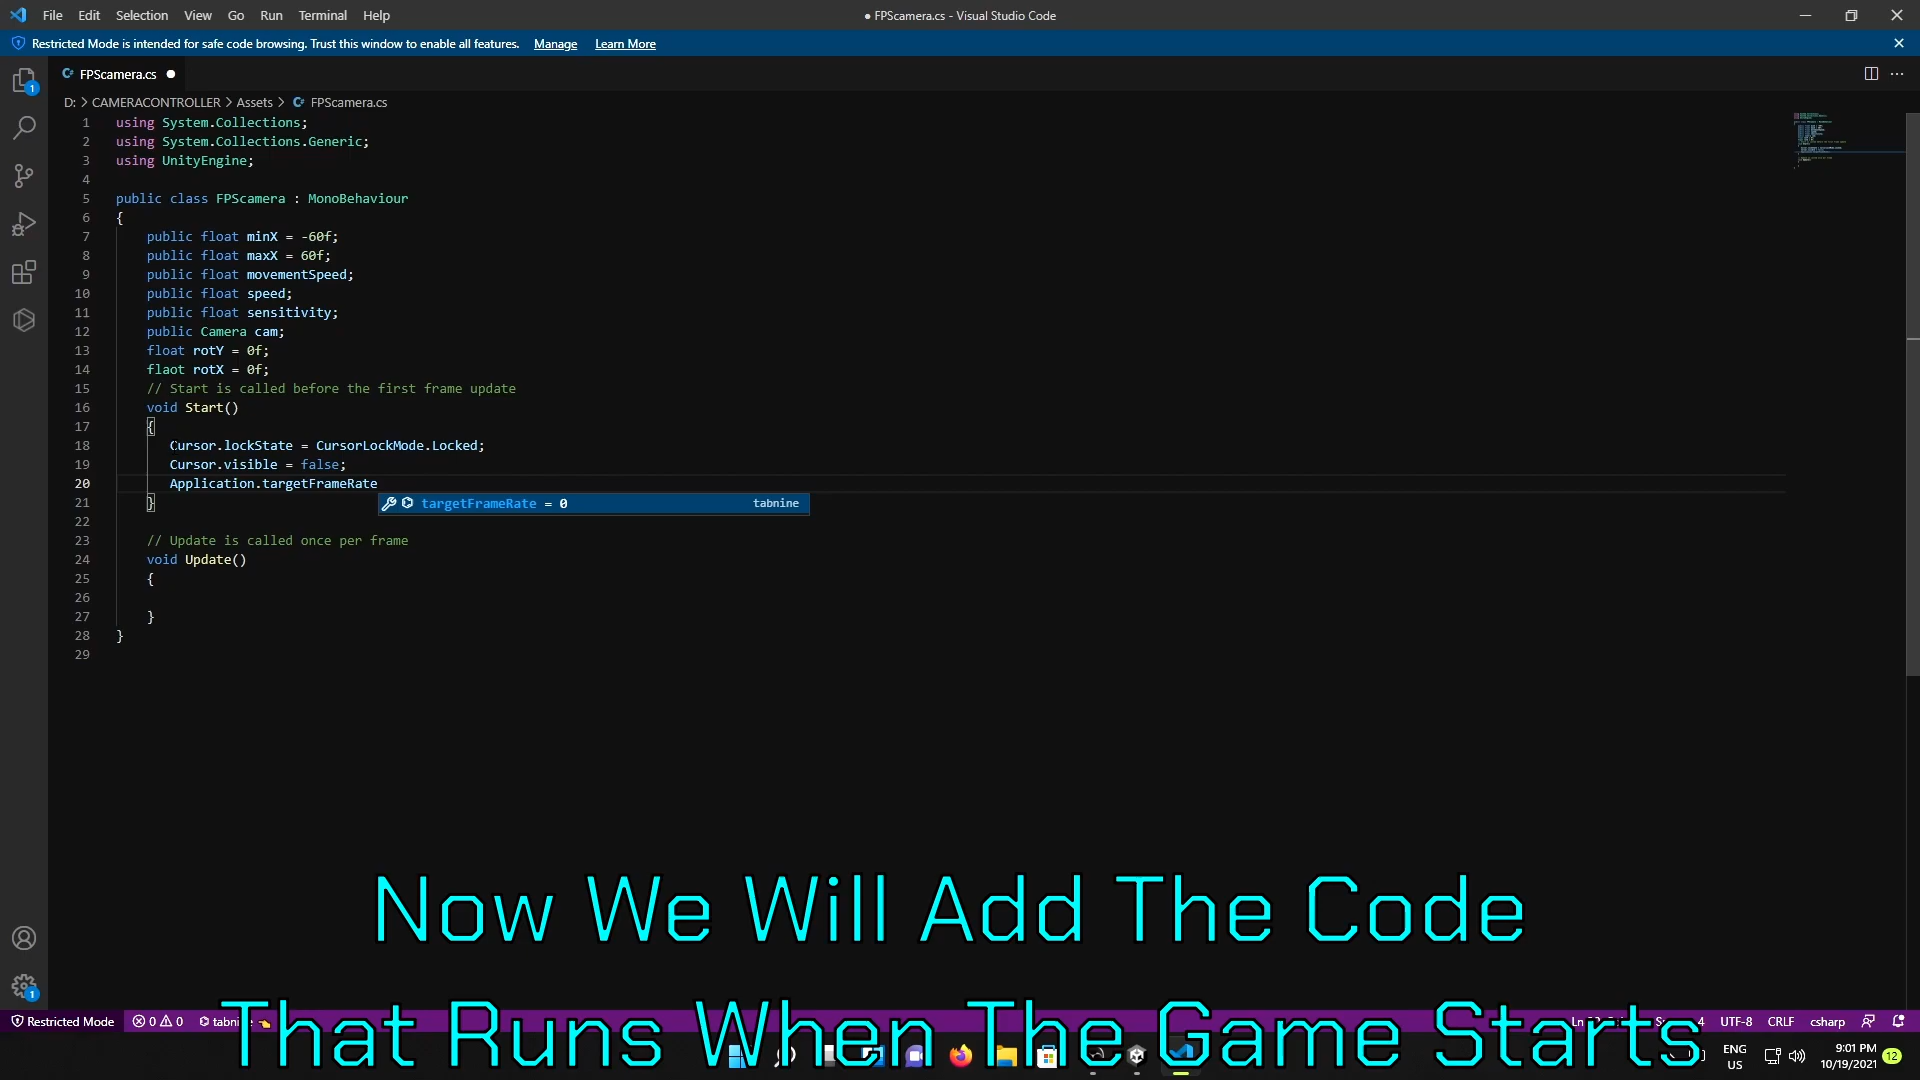 File Edit Selection View Go Run Terminal Help
● FPScamera.cs - Visual Studio Code
Restricted Mode is intended for safe code browsing. Trust this window to enable all features. Manage Learn More
1
FPScamera.cs
D: > CAMERACONTROLLER > Assets > FPScamera.cs
1 using System.Collections;
2 using System.Collections.Generic;
3 using UnityEngine;
4
5 public class FPScamera : MonoBehaviour
6 {
7 public float minX = -60f;
8 public float maxX = 60f;
9 public float movementSpeed;
10 public float speed;
11 public float sensitivity;
12 public Camera cam;
13 float rotY = 0f;
14 flaot rotX = 0f;
15 // Start is called before the first frame update
16 void Start()
17 {
18 Cursor.lockState = CursorLockMode.Locked;
19 Cursor.visible = false;
20 Application.targetFrameRate
targetFrameRate = 0 tabnine
21 }
22
23 // Update is called once per frame
24 void Update()
25 {
26
27 }
28 }
29
Now We Will Add The Code
That Runs When The Game Starts
1
Restricted Mode 0 0 UTF-8 CRLF csharp
ENG
US
9:01 PM
10/19/2021
12